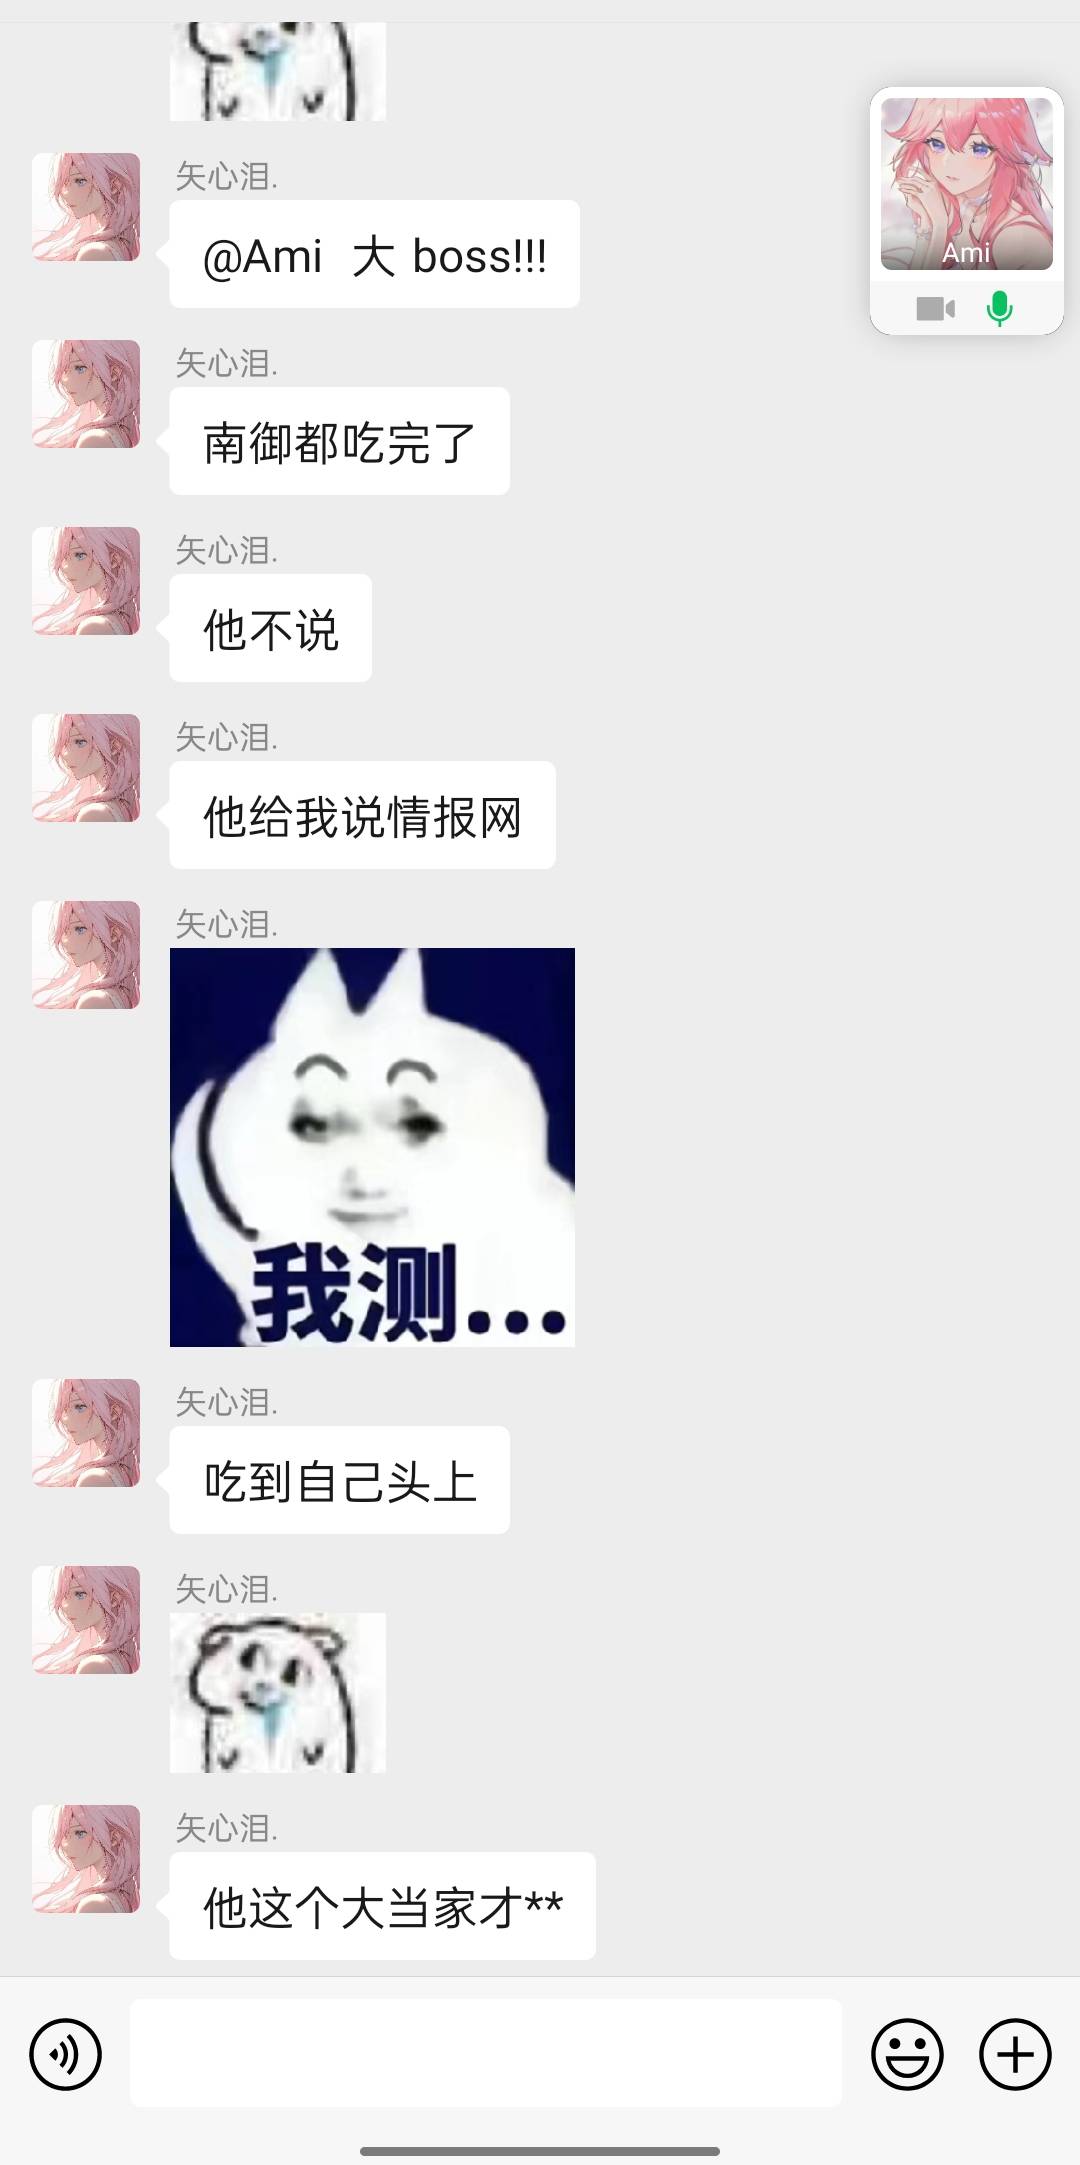 矢心泪.
@Ami 大 boss!!!
Ami
矢心泪.
南御都吃完了
矢心泪.
他不说
矢心泪.
他给我说情报网
矢心泪.
我测...
矢心泪.
吃到自己头上
矢心泪.
矢心泪.
他这个大当家才**